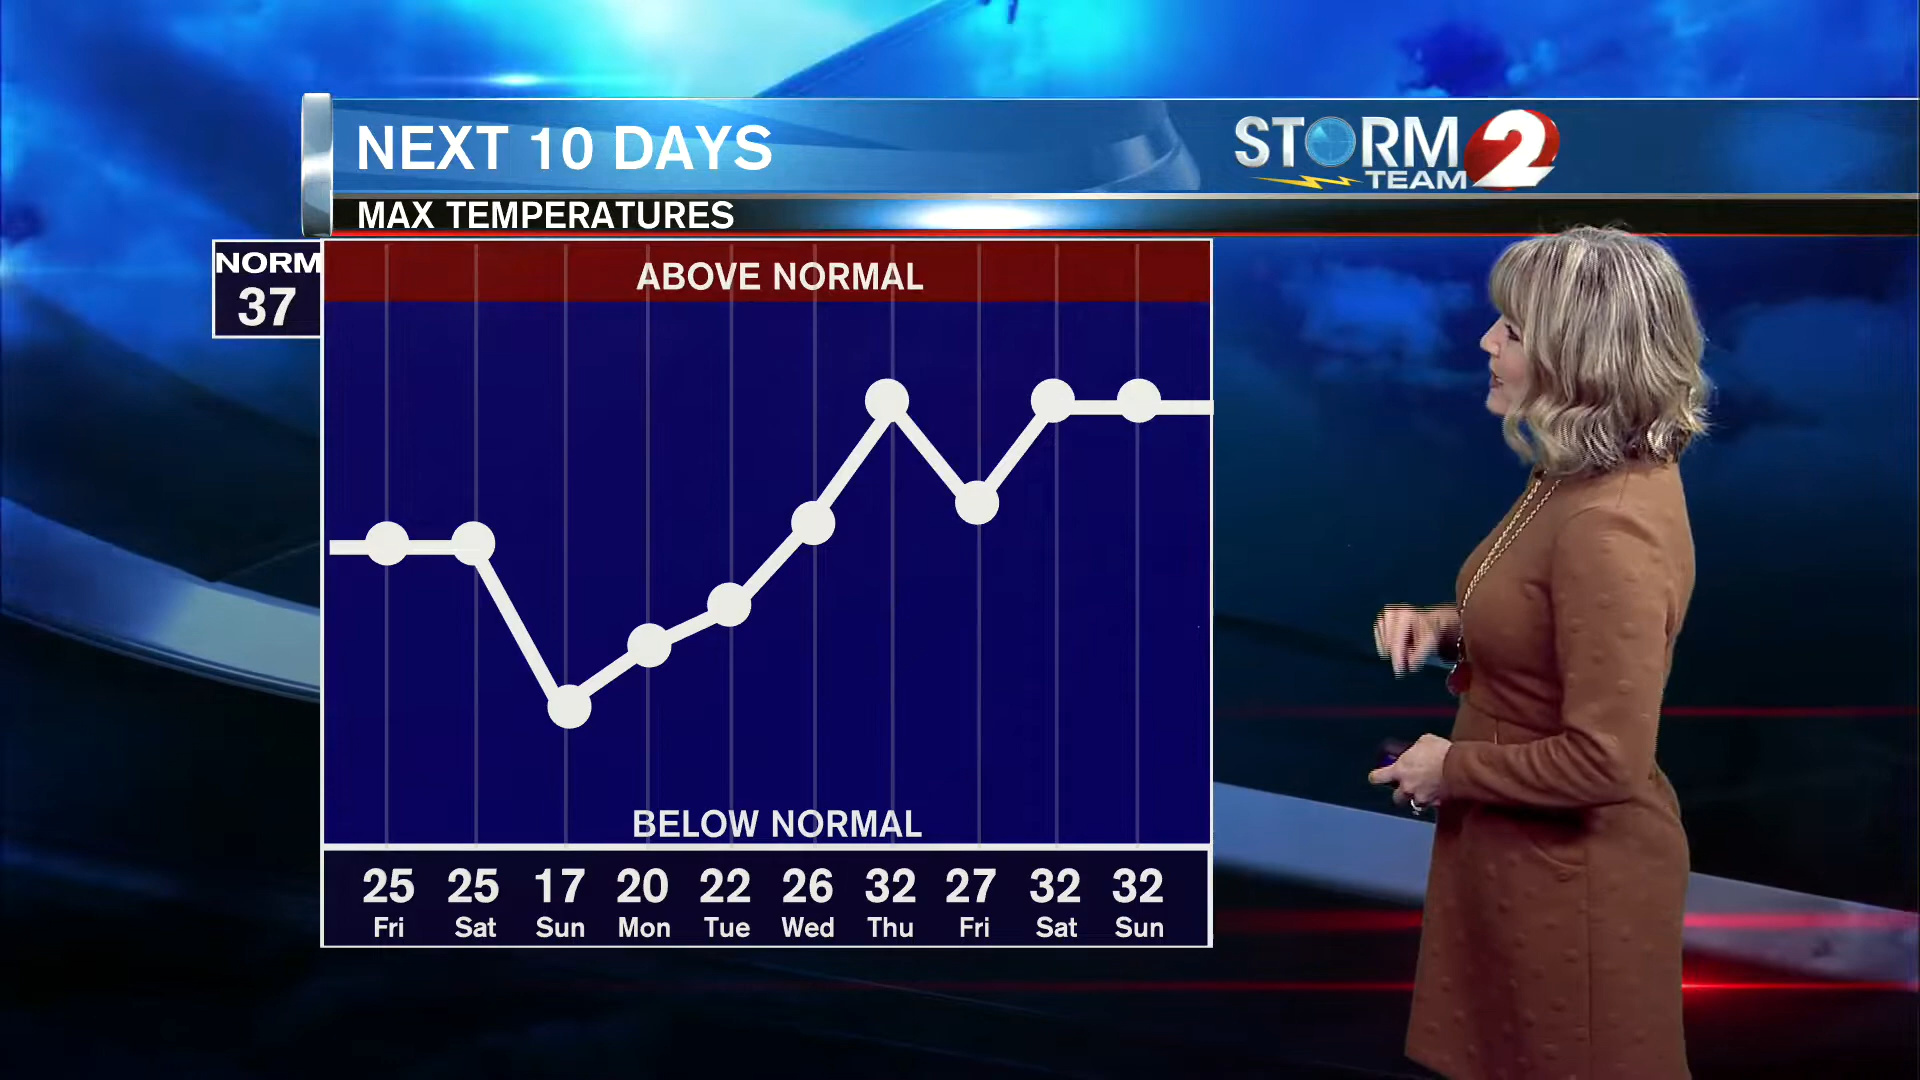 NEXT 10 DAYS
STORM
TEAM 2
MAX TEMPERATURES
NORM
37
ABOVE NORMAL
BELOW NORMAL
25 25 17 20 22 26 32 27 32 32
Fri Sat Sun Mon Tue Wed Thu Fri Sat Sun